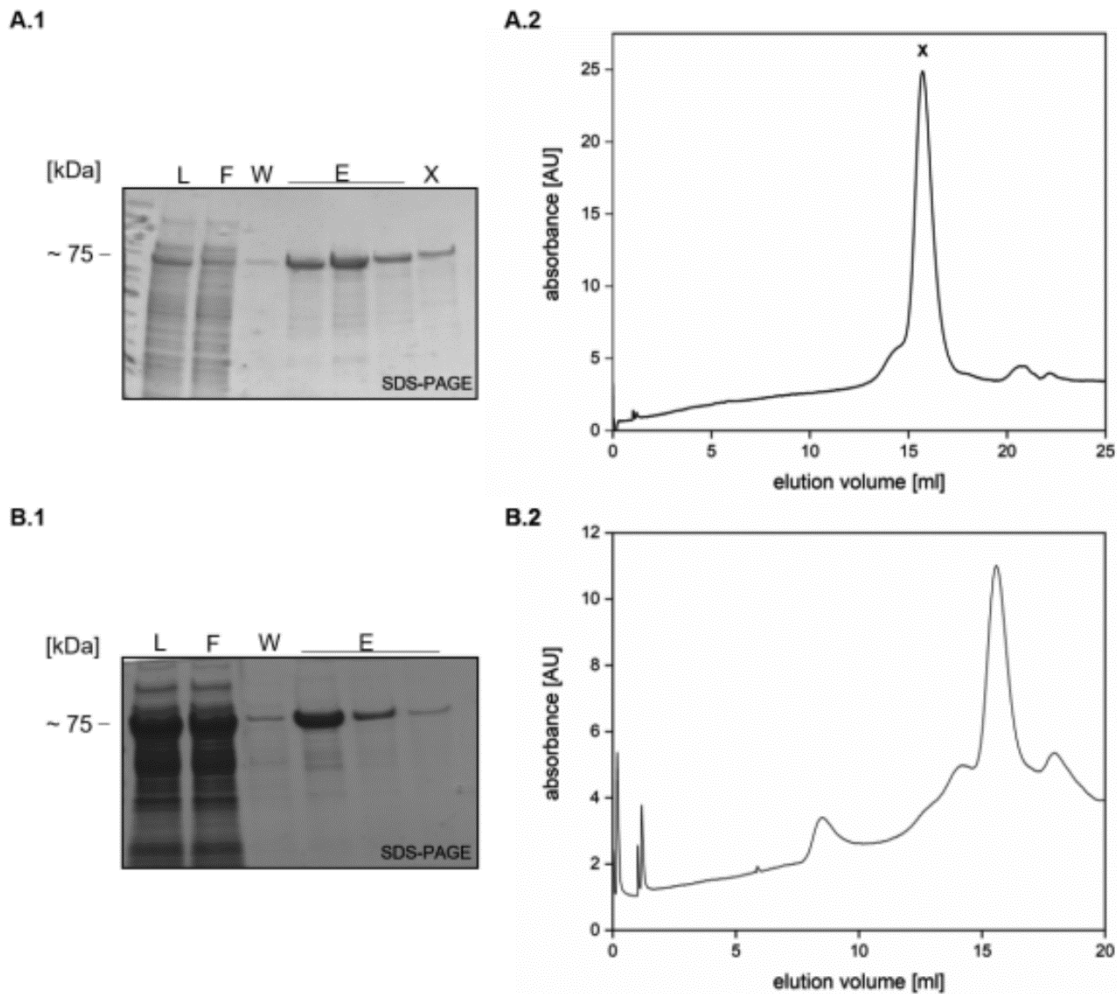 A.1
[kDa]
L F W E X
~ 75
SDS-PAGE
A.2
x
absorbance [AU]
25
20
15
10
5
0
0 5 10 15 20 25
elution volume [ml]
B.1
[kDa]
L F W E
~ 75
SDS-PAGE
B.2
absorbance [AU]
12
10
8
6
4
2
0
0 5 10 15 20
elution volume [ml]